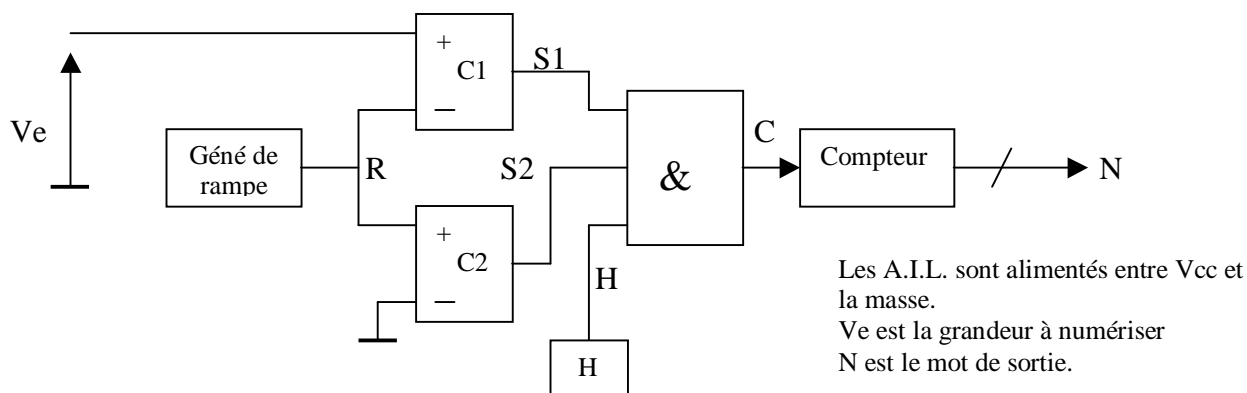 +
C1
—
S1
Ve
Géné de
rampe
R
S2
&
C
Compteur
N
+
C2
—
H
H
Les A.I.L. sont alimentés entre Vcc et
la masse.
Ve est la grandeur à numériser
N est le mot de sortie.